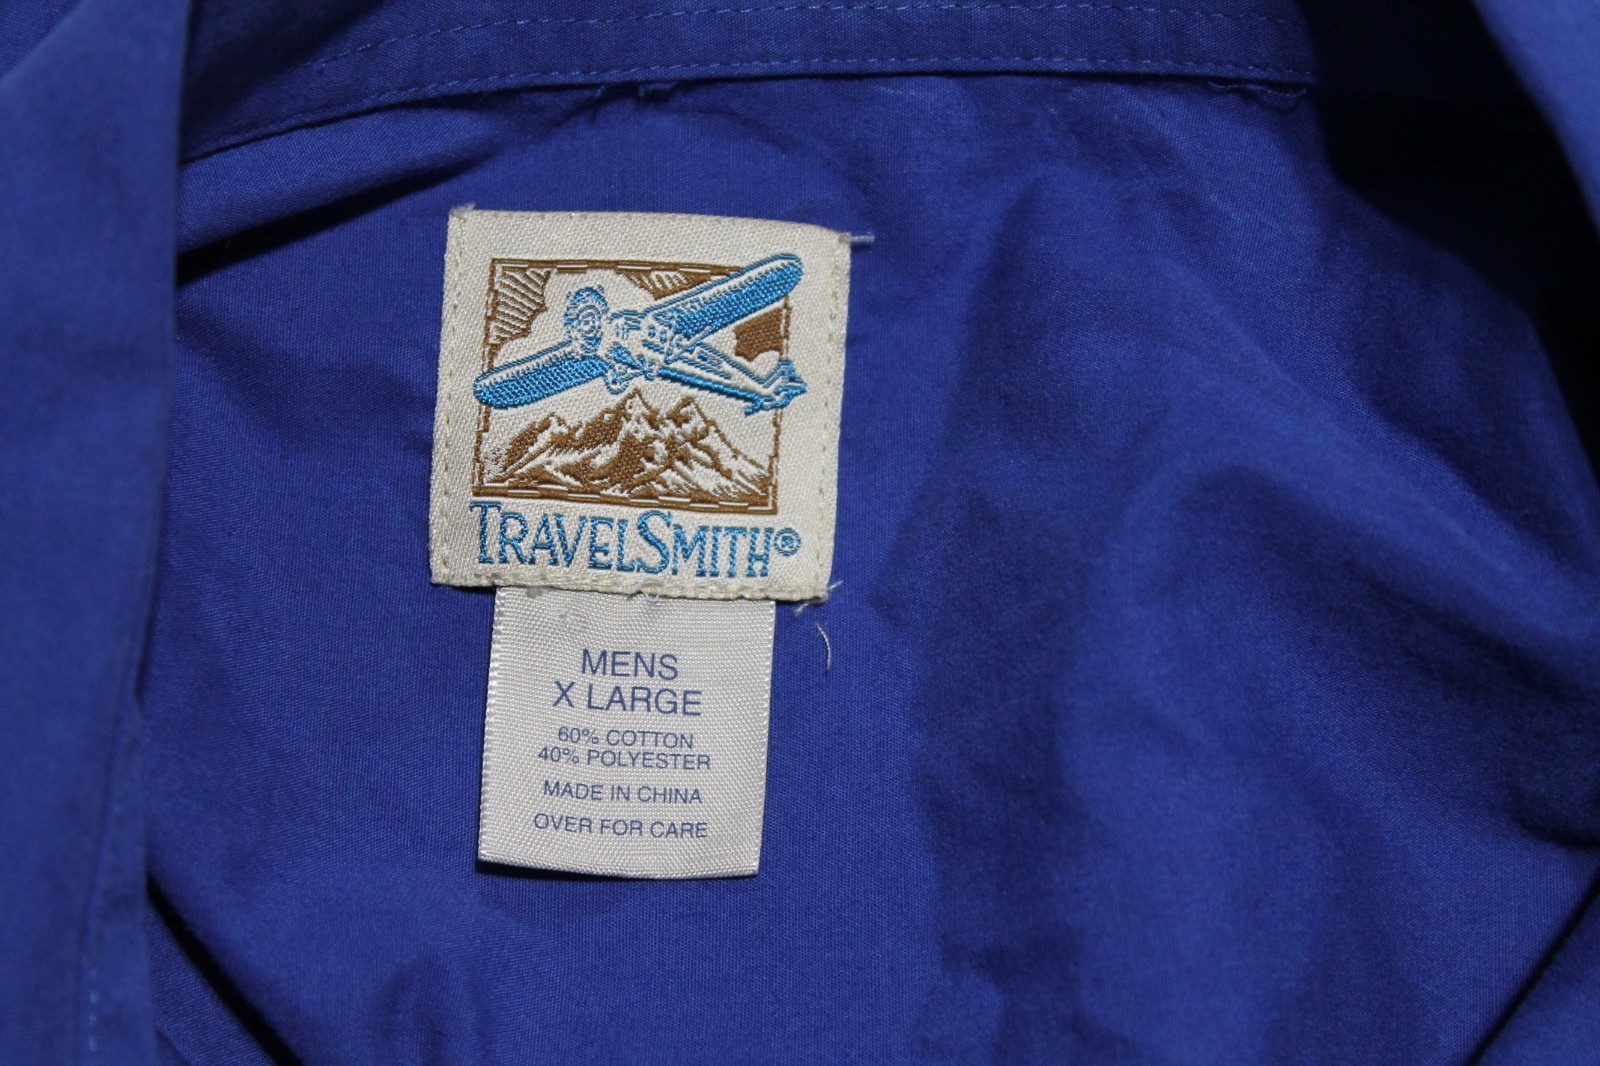 TRAVELSMITH®
MENS
X LARGE
60% COTTON
40% POLYESTER
MADE IN CHINA
OVER FOR CARE